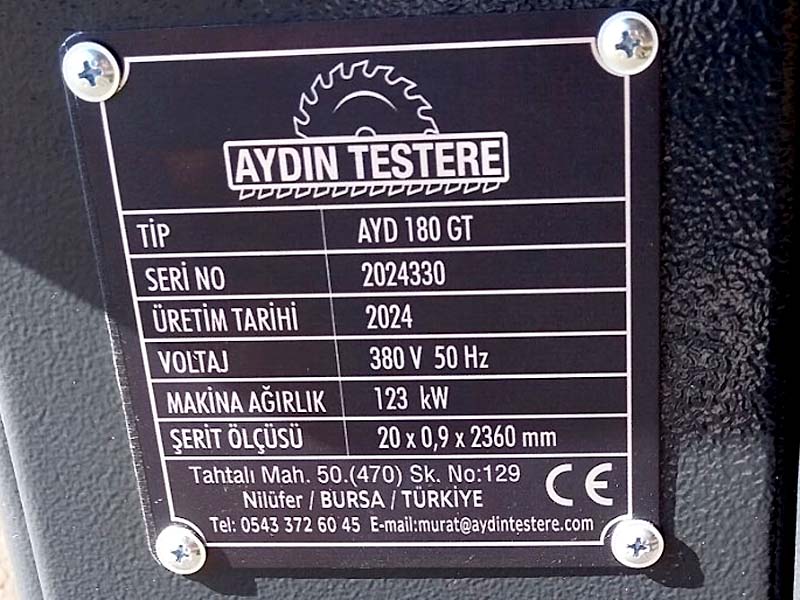 AYDIN TESTERE
TİP AYD 180 GT
SERİ NO 2024330
ÜRETİM TARİHİ 2024
VOLTAJ 380 V 50 Hz
MAKİNA AĞIRLIK 123 kW
ŞERİT ÖLÇÜSÜ 20 x 0,9 x 2360 mm
Tahtalı Mah. 50.(470) Sk. No:129
Nilüfer / BURSA / TÜRKİYE
CE
Tel: 0543 372 60 45 E-mail:murat@aydintestere.com